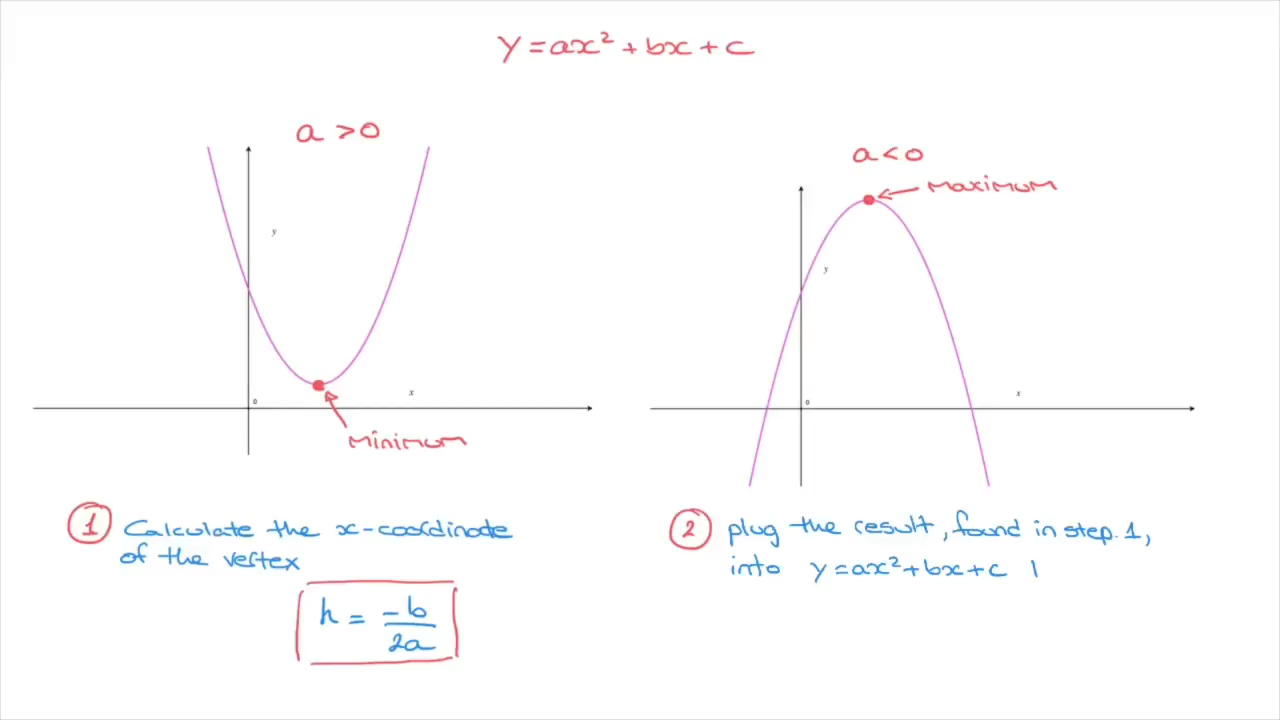 y = ax² + bx + c
a > 0
a < 0
maximum
y
y
x
0
x
0
minimum
1 Calculate the x-coordinate
of the vertex
h = -b/2a
2 plug the result, found in step 1,
into y = ax² + bx + c